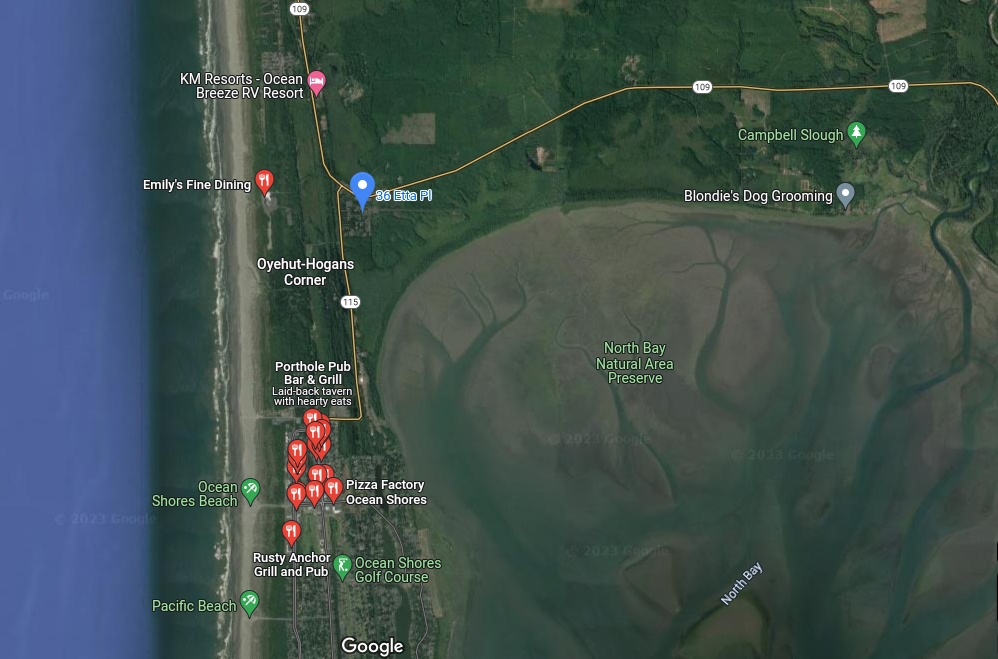 109
KM Resorts - Ocean
Breeze RV Resort
109
109
Campbell Slough
Emily's Fine Dining
36 Etta Pl
Blondie's Dog Grooming
Oyehut-Hogans
Corner
Google
115
North Bay
Natural Area
Preserve
Porthole Pub
Bar & Grill
Laid-back tavern
with hearty eats
© 2023 Google
© 2023 Google
Ocean
Shores Beach
Pizza Factory
Ocean Shores
© 2023 Google
© 2023 Google
Rusty Anchor
Grill and Pub
Ocean Shores
Golf Course
North Bay
Pacific Beach
Google